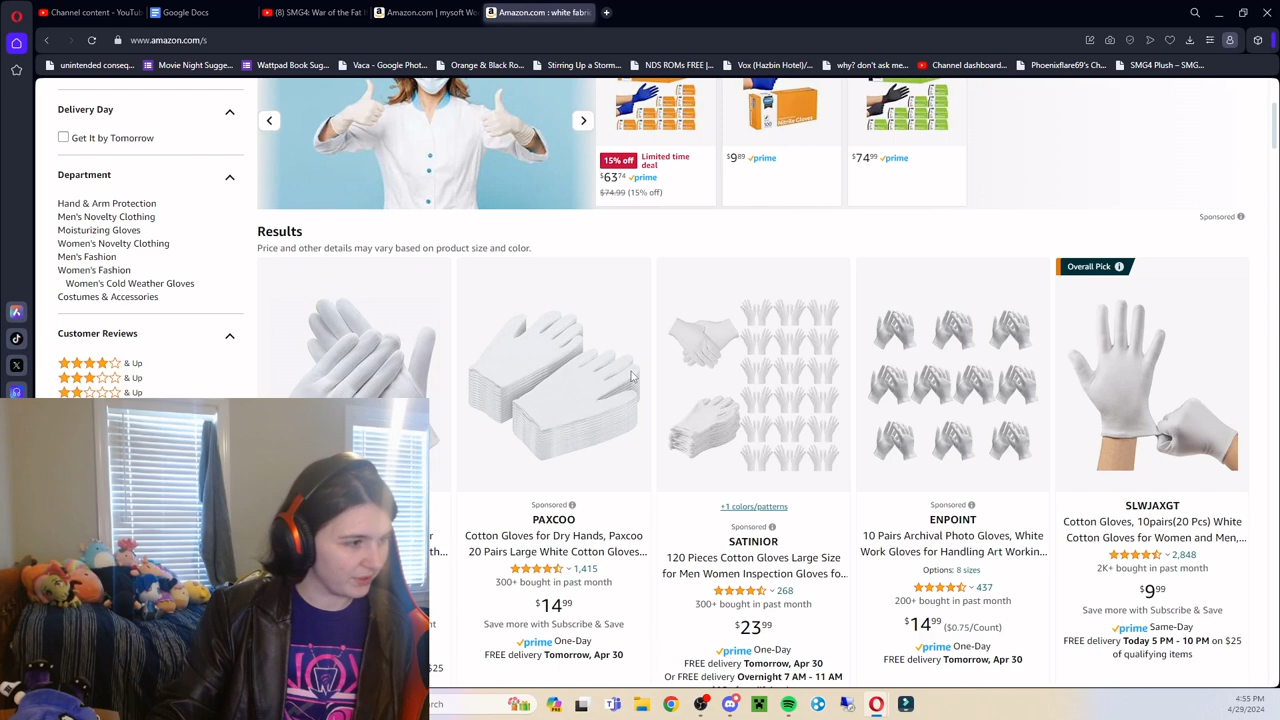 Channel content - YouTu
Google Docs
(8) SMG4: War of the Fat I
Amazon.com | mysoft Wo
Amazon.com : white fabri
www.amazon.com/s
unintended conseq...
Movie Night Sugge...
Wattpad Book Sug...
Vaca - Google Phot...
Orange & Black Ro...
Stirring Up a Storm...
NDS ROMs FREE |...
Vox (Hazbin Hotel)/...
why? don't like...
Channel dashboard...
Phoenixflare69's Ch...
SMG4 Plush – SMG...
Delivery Day
Get It by Tomorrow
Department
Hand & Arm Protection
Men's Novelty Clothing
Moisturizing Gloves
Women's Novelty Clothing
Men's Fashion
Women's Fashion
Women's Cold Weather Gloves
Costumes & Accessories
Customer Reviews
& Up
& Up
& Up
15% off Limited time deal
$63.74 prime
$74.99 (15% off)
$9.89 prime
$74.99 prime
Sponsored
Results
Price and other details may vary based on product size and color.
Overall Pick
Sponsored
PAXCOO
Cotton Gloves for Dry Hands, Paxcoo
20 Pairs Large White Cotton Gloves...
1,415
300+ bought in past month
$14.99
Save more with Subscribe & Save
prime One-Day
FREE delivery Tomorrow, Apr 30
+1 colors/patterns
Sponsored
SATINIOR
120 Pieces Cotton Gloves Large Size
for Men Women Inspection Gloves fo...
268
300+ bought in past month
$23.99
prime One-Day
FREE delivery Tomorrow, Apr 30
Or FREE delivery Overnight 7 AM - 11 AM
Sponsored
ENPOINT
10 Pairs Archival Photo Gloves, White
Work Gloves for Handling Art Workin...
Options: 8 sizes
437
200+ bought in past month
$14.99 ($0.75/Count)
prime One-Day
FREE delivery Tomorrow, Apr 30
SLWJAXGT
Cotton Gloves, 10pairs(20 Pcs) White
Cotton Gloves for Women and Men,...
2,843
2K+ bought in past month
$9.99
Save more with Subscribe & Save
prime Same-Day
FREE delivery Today 5 PM - 10 PM on $25
of qualifying items
$25
4:55 PM
4/29/2024